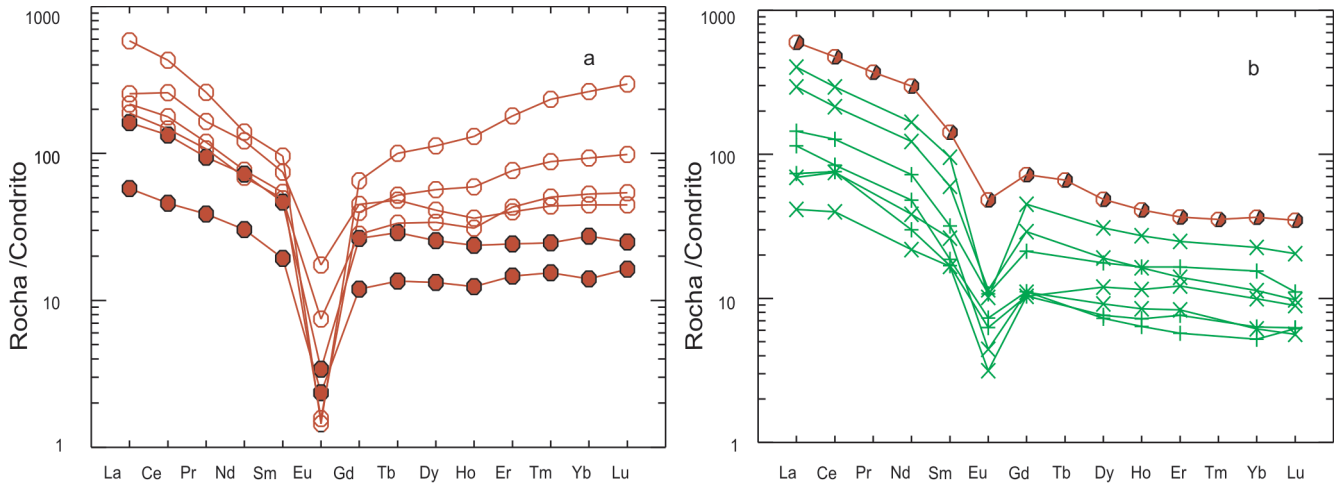 1000
100
10
1
Rocha /Condrito
a
La Ce Pr Nd Sm Eu Gd Tb Dy Ho Er Tm Yb Lu
1000
100
10
1
Rocha /Condrito
b
La Ce Pr Nd Sm Eu Gd Tb Dy Ho Er Tm Yb Lu